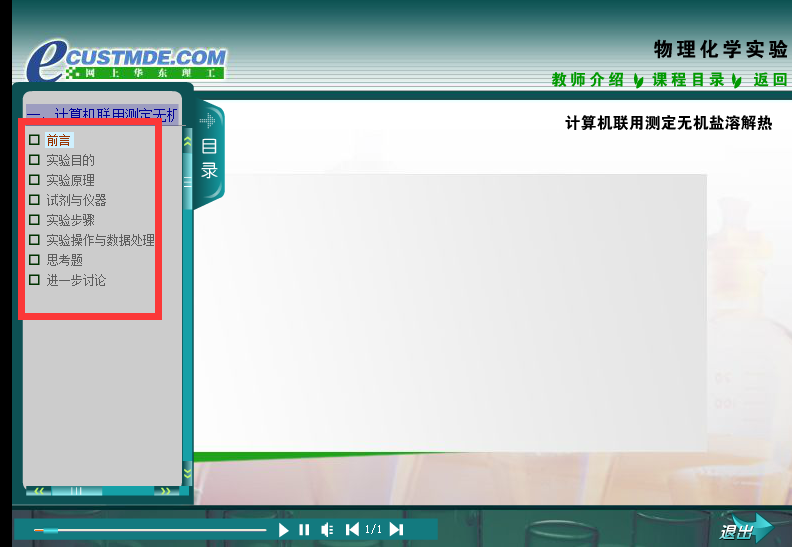 eCUSTMDE.COM
网上华东理工
物理化学实验
教师介绍 课程目录 返回
一、计算机联用测定无机
计算机联用测定无机盐溶解热
目录
前言
实验目的
实验原理
试剂与仪器
实验步骤
实验操作与数据处理
思考题
进一步讨论
1/1
退出